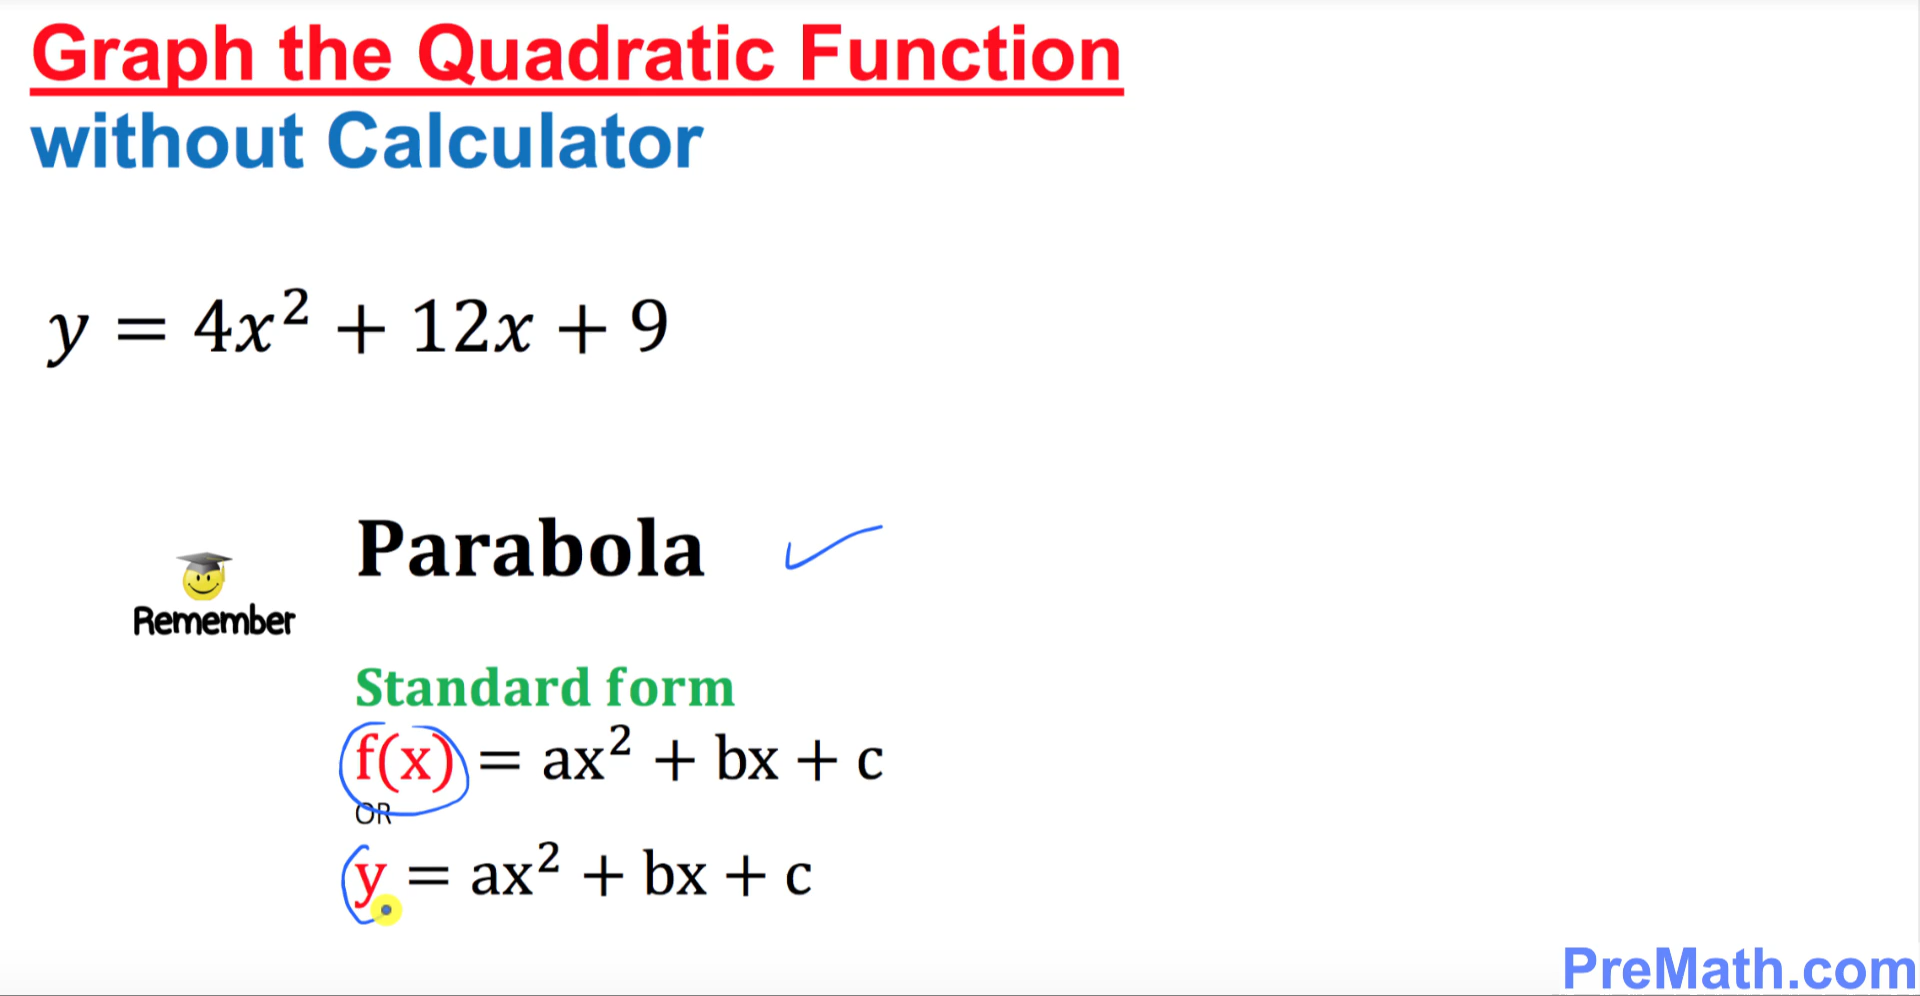 Graph the Quadratic Function
without Calculator
y = 4x² + 12x + 9
Parabola
Remember
Standard form
f(x) = ax² + bx + c
OR
y = ax² + bx + c
PreMath.com